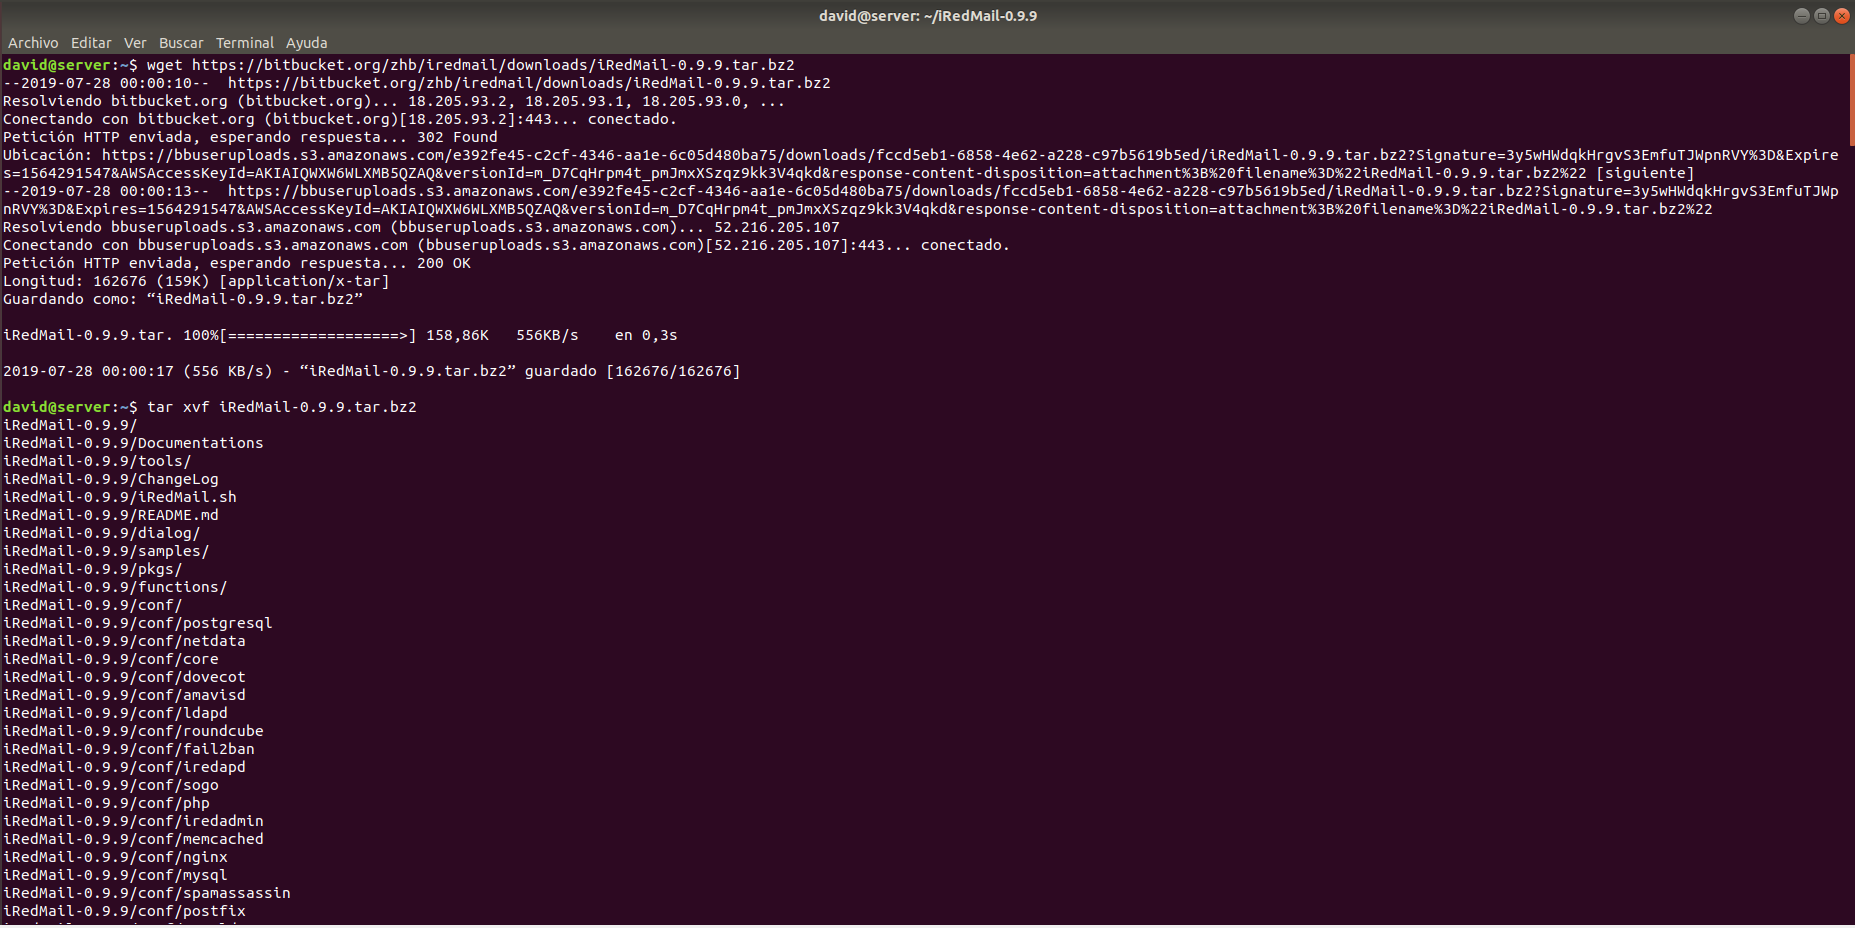 david@server: ~/iRedMail-0.9.9
Archivo Editar Ver Buscar Terminal Ayuda
david@server:~$ wget https://bitbucket.org/zhb/iredmail/downloads/iRedMail-0.9.9.tar.bz2
--2019-07-28 00:00:10--  https://bitbucket.org/zhb/iredmail/downloads/iRedMail-0.9.9.tar.bz2
Resolviendo bitbucket.org (bitbucket.org)... 18.205.93.2, 18.205.93.1, 18.205.93.0, ...
Conectando con bitbucket.org (bitbucket.org)[18.205.93.2]:443... conectado.
Petición HTTP enviada, esperando respuesta... 302 Found
Ubicación: https://bbuseruploads.s3.amazonaws.com/e392fe45-c2cf-4346-aa1e-6c05d480ba75/downloads/fccd5eb1-6858-4e62-a228-c97b5619b5ed/iRedMail-0.9.9.tar.bz2?Signature=3y5wHWdqkHrgvS3EmfuTJWpnRVY%3D&Expire
s=1564291547&AWSAccessKeyId=AKIAIQWXW6WLXMB5QZAQ&versionId=m_D7CqHrpm4t_pmJmxXSzqz9kk3V4qkd&response-content-disposition=attachment%3B%20filename%3D%22iRedMail-0.9.9.tar.bz2%22 [siguiente]
--2019-07-28 00:00:13--  https://bbuseruploads.s3.amazonaws.com/e392fe45-c2cf-4346-aa1e-6c05d480ba75/downloads/fccd5eb1-6858-4e62-a228-c97b5619b5ed/iRedMail-0.9.9.tar.bz2?Signature=3y5wHWdqkHrgvS3EmfuTJWp
nRVY%3D&Expires=1564291547&AWSAccessKeyId=AKIAIQWXW6WLXMB5QZAQ&versionId=m_D7CqHrpm4t_pmJmxXSzqz9kk3V4qkd&response-content-disposition=attachment%3B%20filename%3D%22iRedMail-0.9.9.tar.bz2%22
Resolviendo bbuseruploads.s3.amazonaws.com (bbuseruploads.s3.amazonaws.com)... 52.216.205.107
Conectando con bbuseruploads.s3.amazonaws.com (bbuseruploads.s3.amazonaws.com)[52.216.205.107]:443... conectado.
Petición HTTP enviada, esperando respuesta... 200 OK
Longitud: 162676 (159K) [application/x-tar]
Guardando como: “iRedMail-0.9.9.tar.bz2”
iRedMail-0.9.9.tar. 100%[===================>] 158,86K   556KB/s    en 0,3s
2019-07-28 00:00:17 (556 KB/s) - “iRedMail-0.9.9.tar.bz2” guardado [162676/162676]
david@server:~$ tar xvf iRedMail-0.9.9.tar.bz2
iRedMail-0.9.9/
iRedMail-0.9.9/Documentations
iRedMail-0.9.9/tools/
iRedMail-0.9.9/ChangeLog
iRedMail-0.9.9/iRedMail.sh
iRedMail-0.9.9/README.md
iRedMail-0.9.9/dialog/
iRedMail-0.9.9/samples/
iRedMail-0.9.9/pkgs/
iRedMail-0.9.9/functions/
iRedMail-0.9.9/conf/
iRedMail-0.9.9/conf/postgresql
iRedMail-0.9.9/conf/netdata
iRedMail-0.9.9/conf/core
iRedMail-0.9.9/conf/dovecot
iRedMail-0.9.9/conf/amavisd
iRedMail-0.9.9/conf/ldapd
iRedMail-0.9.9/conf/roundcube
iRedMail-0.9.9/conf/fail2ban
iRedMail-0.9.9/conf/iredapd
iRedMail-0.9.9/conf/sogo
iRedMail-0.9.9/conf/php
iRedMail-0.9.9/conf/iredadmin
iRedMail-0.9.9/conf/memcached
iRedMail-0.9.9/conf/nginx
iRedMail-0.9.9/conf/mysql
iRedMail-0.9.9/conf/spamassassin
iRedMail-0.9.9/conf/postfix